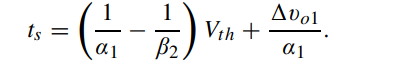 t_s = \left( \frac{1}{\alpha_1} - \frac{1}{\beta_2} \right) V_{th} + \frac{\Delta v_{o1}}{\alpha_1}.